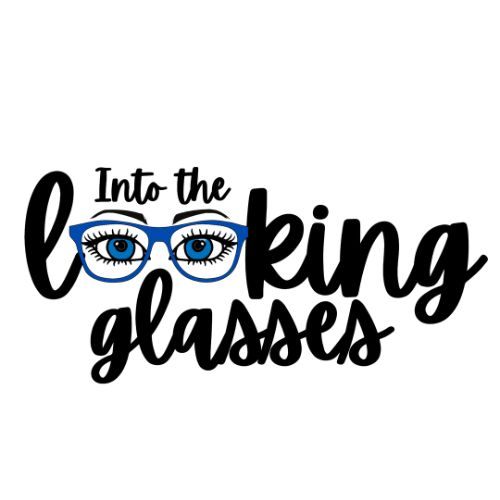 Into the
looking
glasses